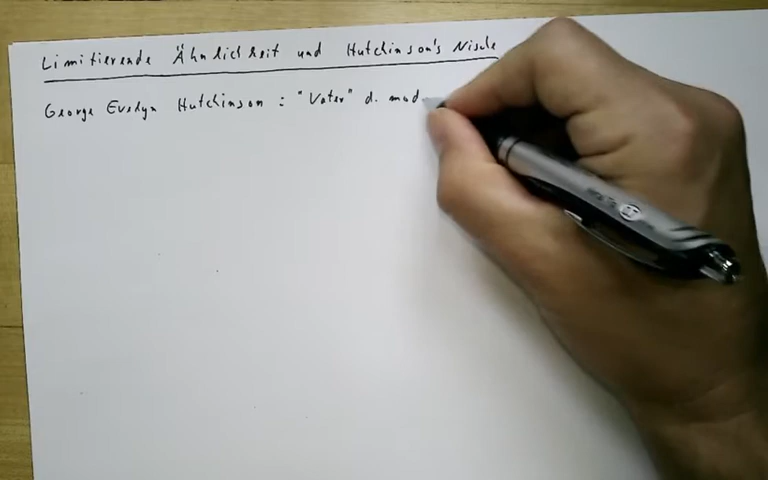 Limitierende Ähnlichkeit und Hutchinson's Nische
George Evelyn Hutchinson : "Vater" d. mod